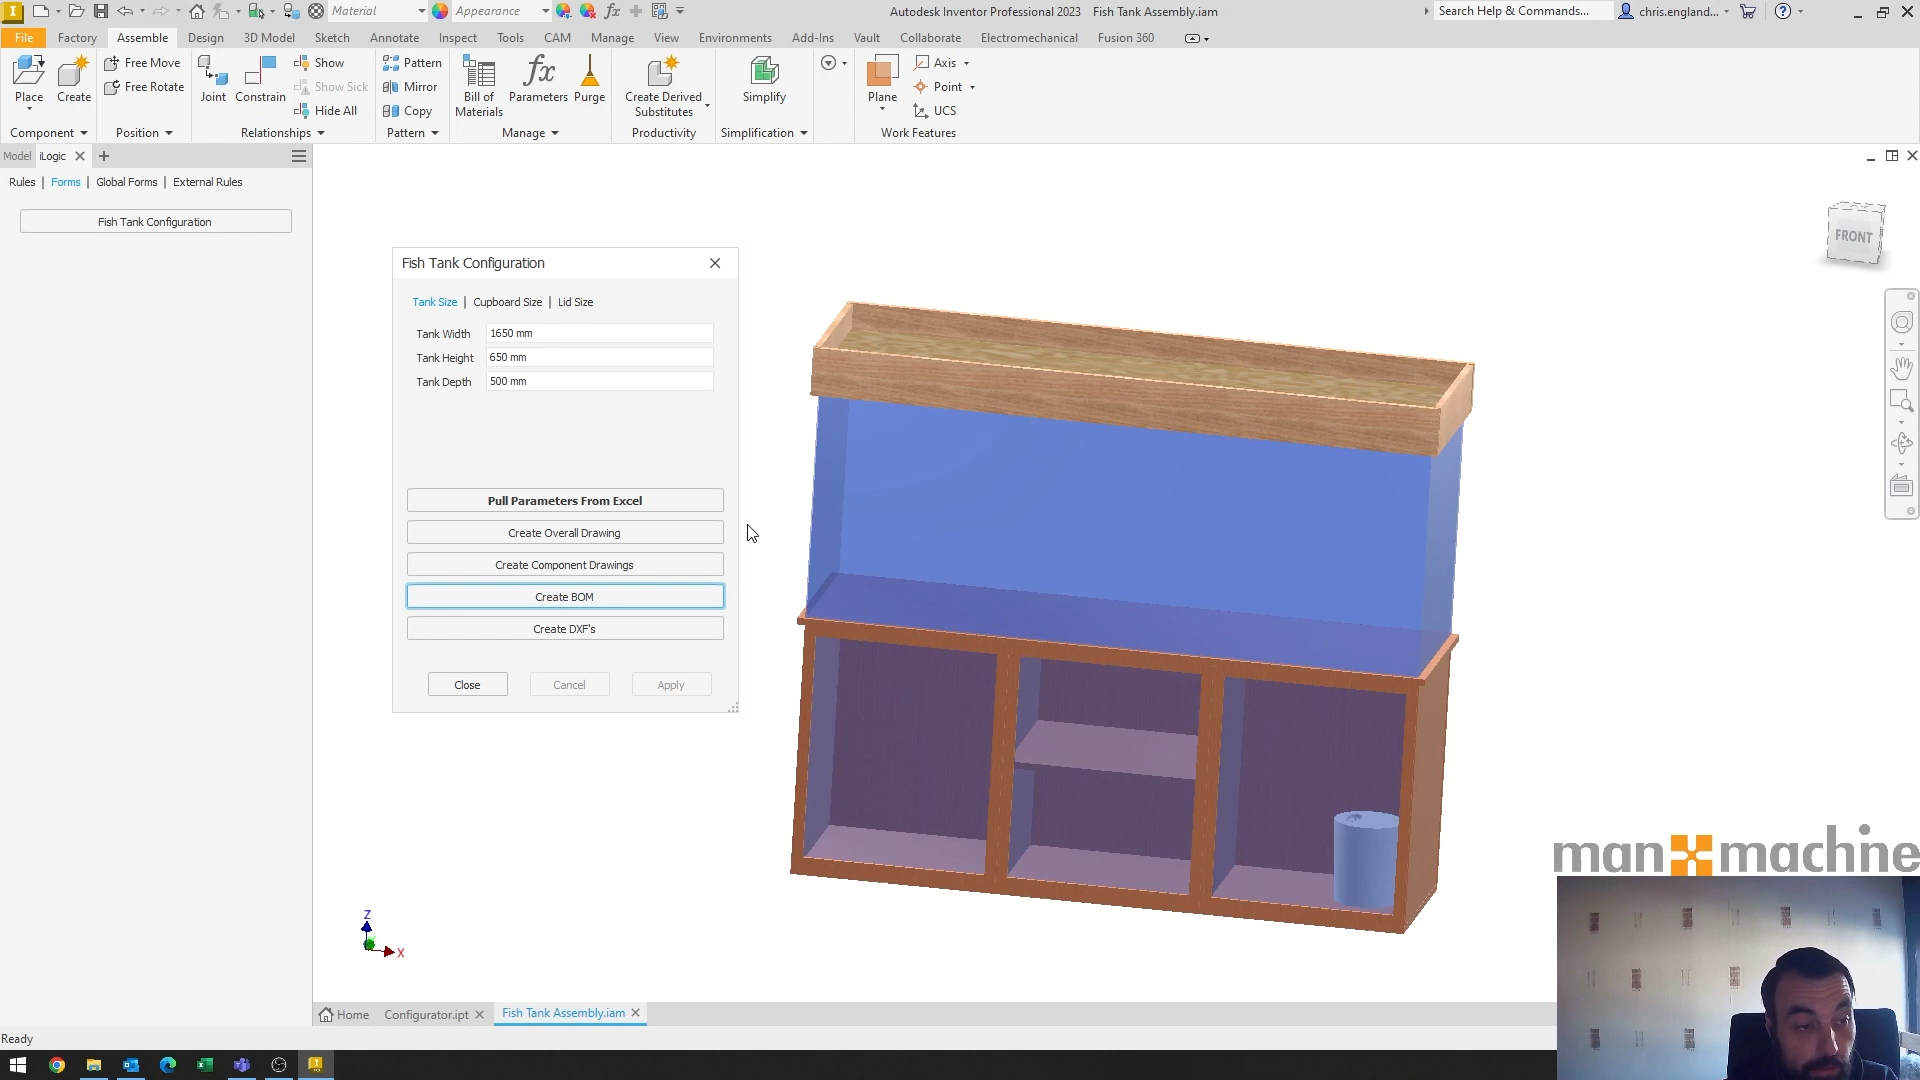 Material
Appearance
Autodesk Inventor Professional 2023 Fish Tank Assembly.iam
Search Help & Commands...
chris.england...
File Factory Assemble Design 3D Model Sketch Annotate Inspect Tools CAM Manage View Environments Add-Ins Vault Collaborate Electromechanical Fusion 360
Place
Create
Free Move
Free Rotate
Joint
Constrain
Show
Show Sick
Hide All
Pattern
Mirror
Copy
Bill of
Materials
fx
Parameters
Purge
Create Derived
Substitutes
Simplify
Plane
Axis
Point
UCS
Component Position Relationships Pattern Manage Productivity Simplification Work Features
Model iLogic
Rules | Forms | Global Forms | External Rules
Fish Tank Configuration
Fish Tank Configuration
Tank Size | Cupboard Size | Lid Size
Tank Width 1650 mm
Tank Height 650 mm
Tank Depth 500 mm
Pull Parameters From Excel
Create Overall Drawing
Create Component Drawings
Create BOM
Create DXF's
Close Cancel Apply
FRONT
Z
X
man machine
Home Configurator.ipt Fish Tank Assembly.iam
Ready